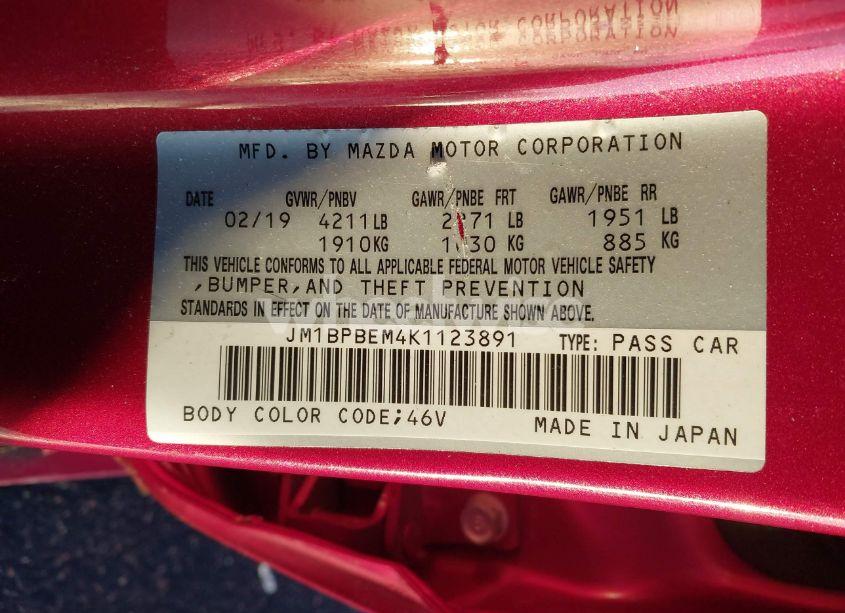 MFD. BY MAZDA MOTOR CORPORATION
DATE GVWR/PNBV GAWR/PNBE FRT GAWR/PNBE RR
02/19 4211LB LB 1951 LB
1910KG KG 885 KG
THIS VEHICLE CONFORMS TO ALL APPLICABLE FEDERAL MOTOR VEHICLE SAFETY
,BUMPER,AND THEFT PREVENTION
STANDARDS IN EFFECT ON THE DATE OF MANUFACTURE SHOWN ABOVE.
JM1BPBEM4K1123891 TYPE: PASS CAR
BODY COLOR CODE;46V MADE IN JAPAN